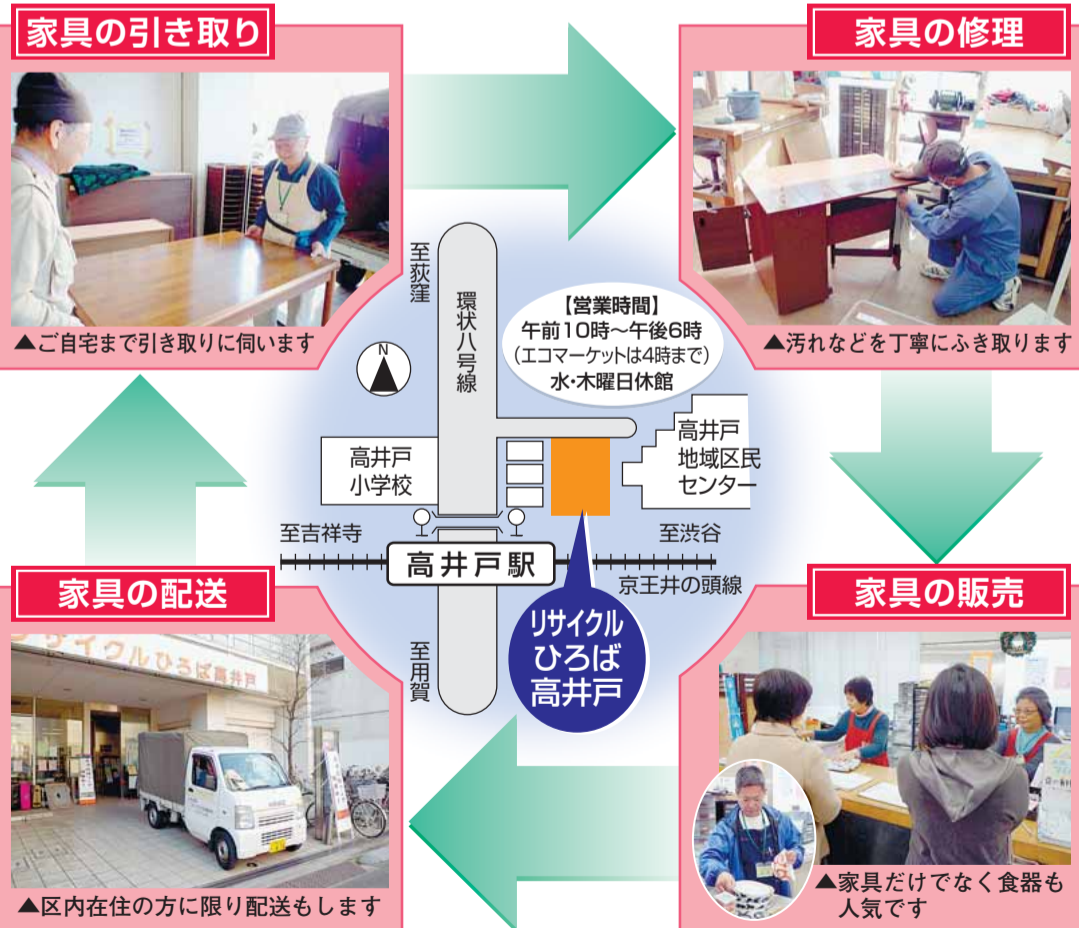 家具の引き取り
▲ご自宅まで引き取りに伺います
家具の修理
▲汚れなどを丁寧にふき取ります
【営業時間】
午前10時～午後6時
（エコマーケットは4時まで）
水・木曜日休館
至荻窪
環状八号線
N
高井戸
小学校
高井戸
地域区民
センター
至吉祥寺
至渋谷
高井戸駅
京王井の頭線
至用賀
リサイクル
ひろば
高井戸
家具の配送
リサイクルひろば高井戸
▲区内在住の方に限り配送もします
家具の販売
▲家具だけでなく食器も
人気です